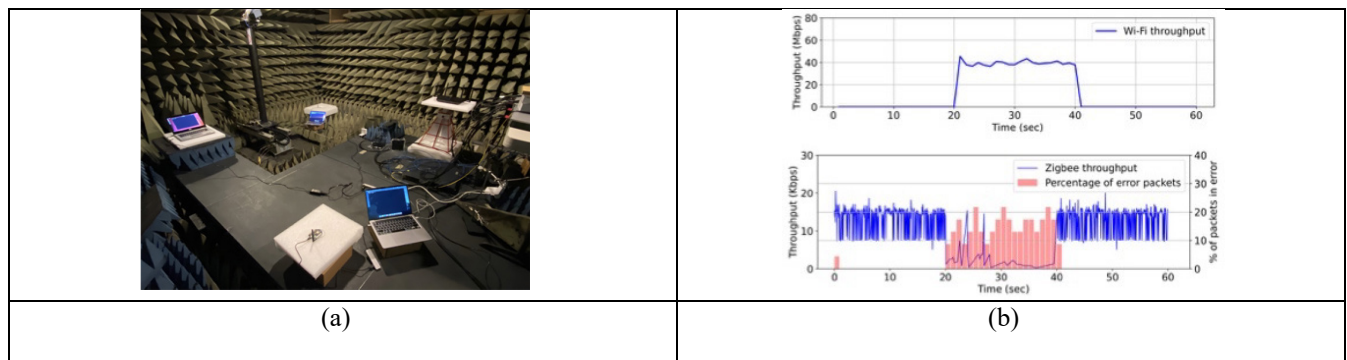 80
60
40
20
0
Throughput (Mbps)
Wi-Fi throughput
0 10 20 30 40 50 60
Time (sec)
30
20
10
0
Throughput (Kbps)
Zigbee throughput
Percentage of error packets
40
30
20
10
0
% of packets in error
0 10 20 30 40 50 60
Time (sec)
(a) (b)